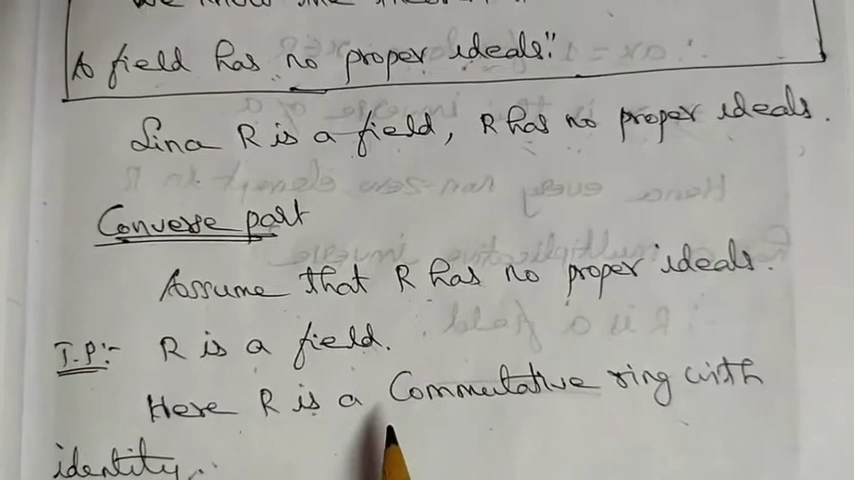 A field has no proper ideals."
Sina R is a field, R has no proper ideals.
Converse part
Assume that R has no proper ideals.
T.P:- R is a field.
Here R is a Commutative ring with
identity.